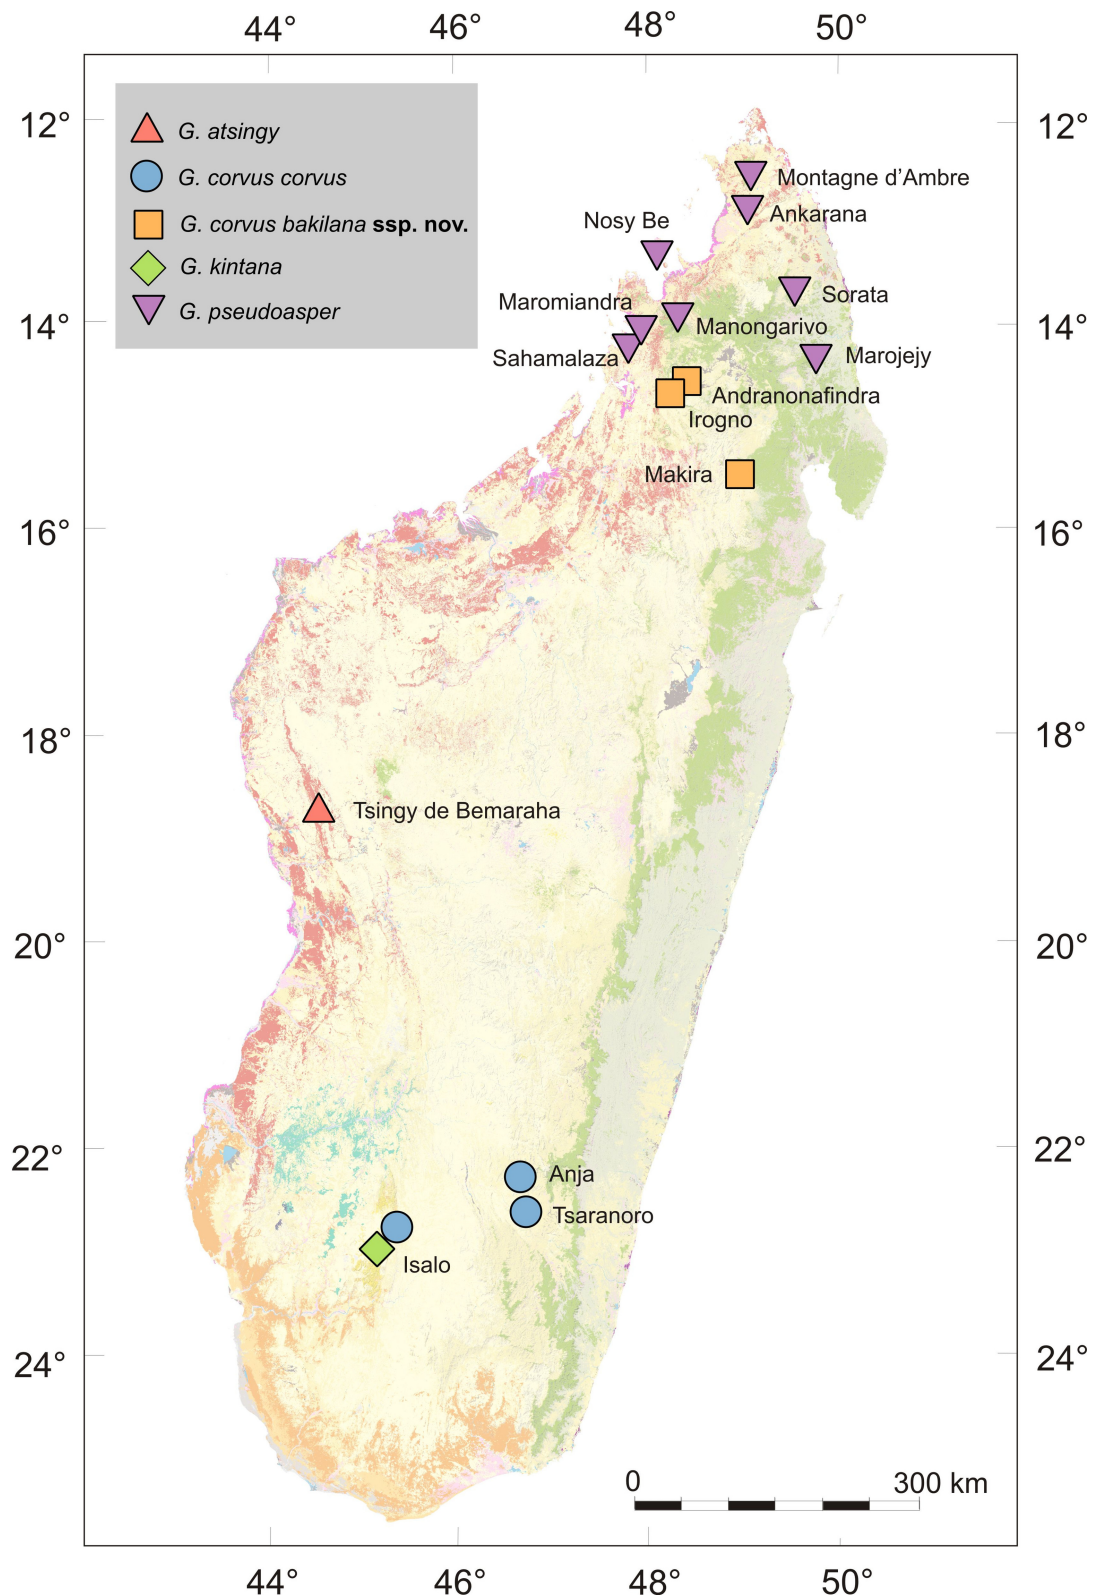 44° 46° 48° 50°
12° 12°
G. atsingy
G. corvus corvus
G. corvus bakilana ssp. nov.
G. kintana
G. pseudoasper
Montagne d’Ambre
Ankarana
Nosy Be
Sorata
Maromiandra
14° 14°
Manongarivo
Sahamalaza
Marojejy
Andranonafindra
Irogno
Makira
16° 16°
18° 18°
Tsingy de Bemaraha
20° 20°
22° 22°
Anja
Tsaranoro
Isalo
24° 24°
0 300 km
44° 46° 48° 50°